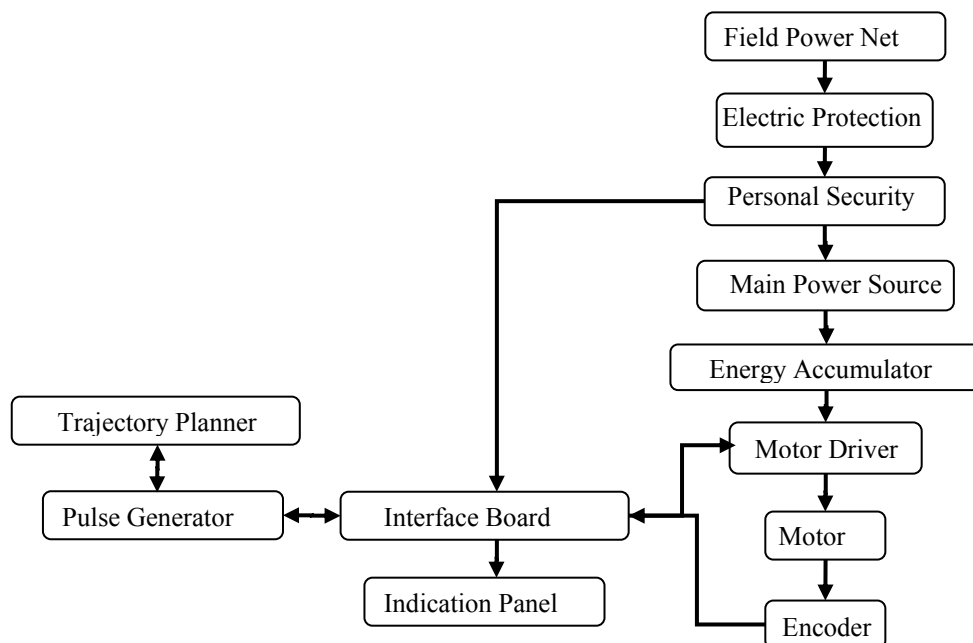 Field Power Net
Electric Protection
Personal Security
Main Power Source
Energy Accumulator
Trajectory Planner
Motor Driver
Pulse Generator
Interface Board
Motor
Indication Panel
Encoder